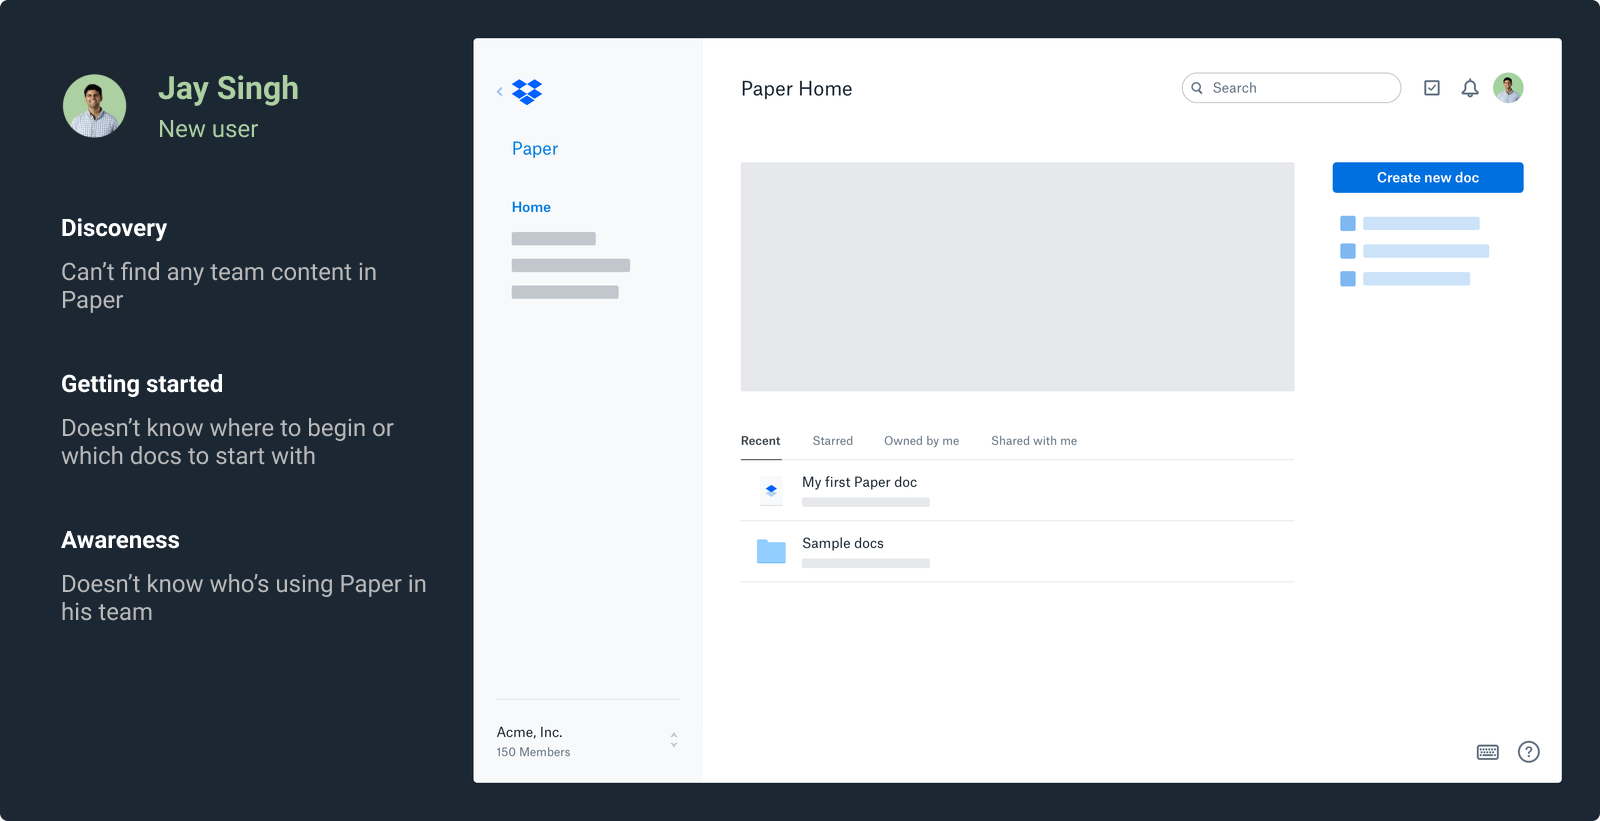 Jay Singh
New user
Discovery
Can’t find any team content in
Paper
Getting started
Doesn’t know where to begin or
which docs to start with
Awareness
Doesn’t know who’s using Paper in
his team
Paper
Home
Acme, Inc.
150 Members
Paper Home
Search
Create new doc
Recent
Starred
Owned by me
Shared with me
My first Paper doc
Sample docs
?